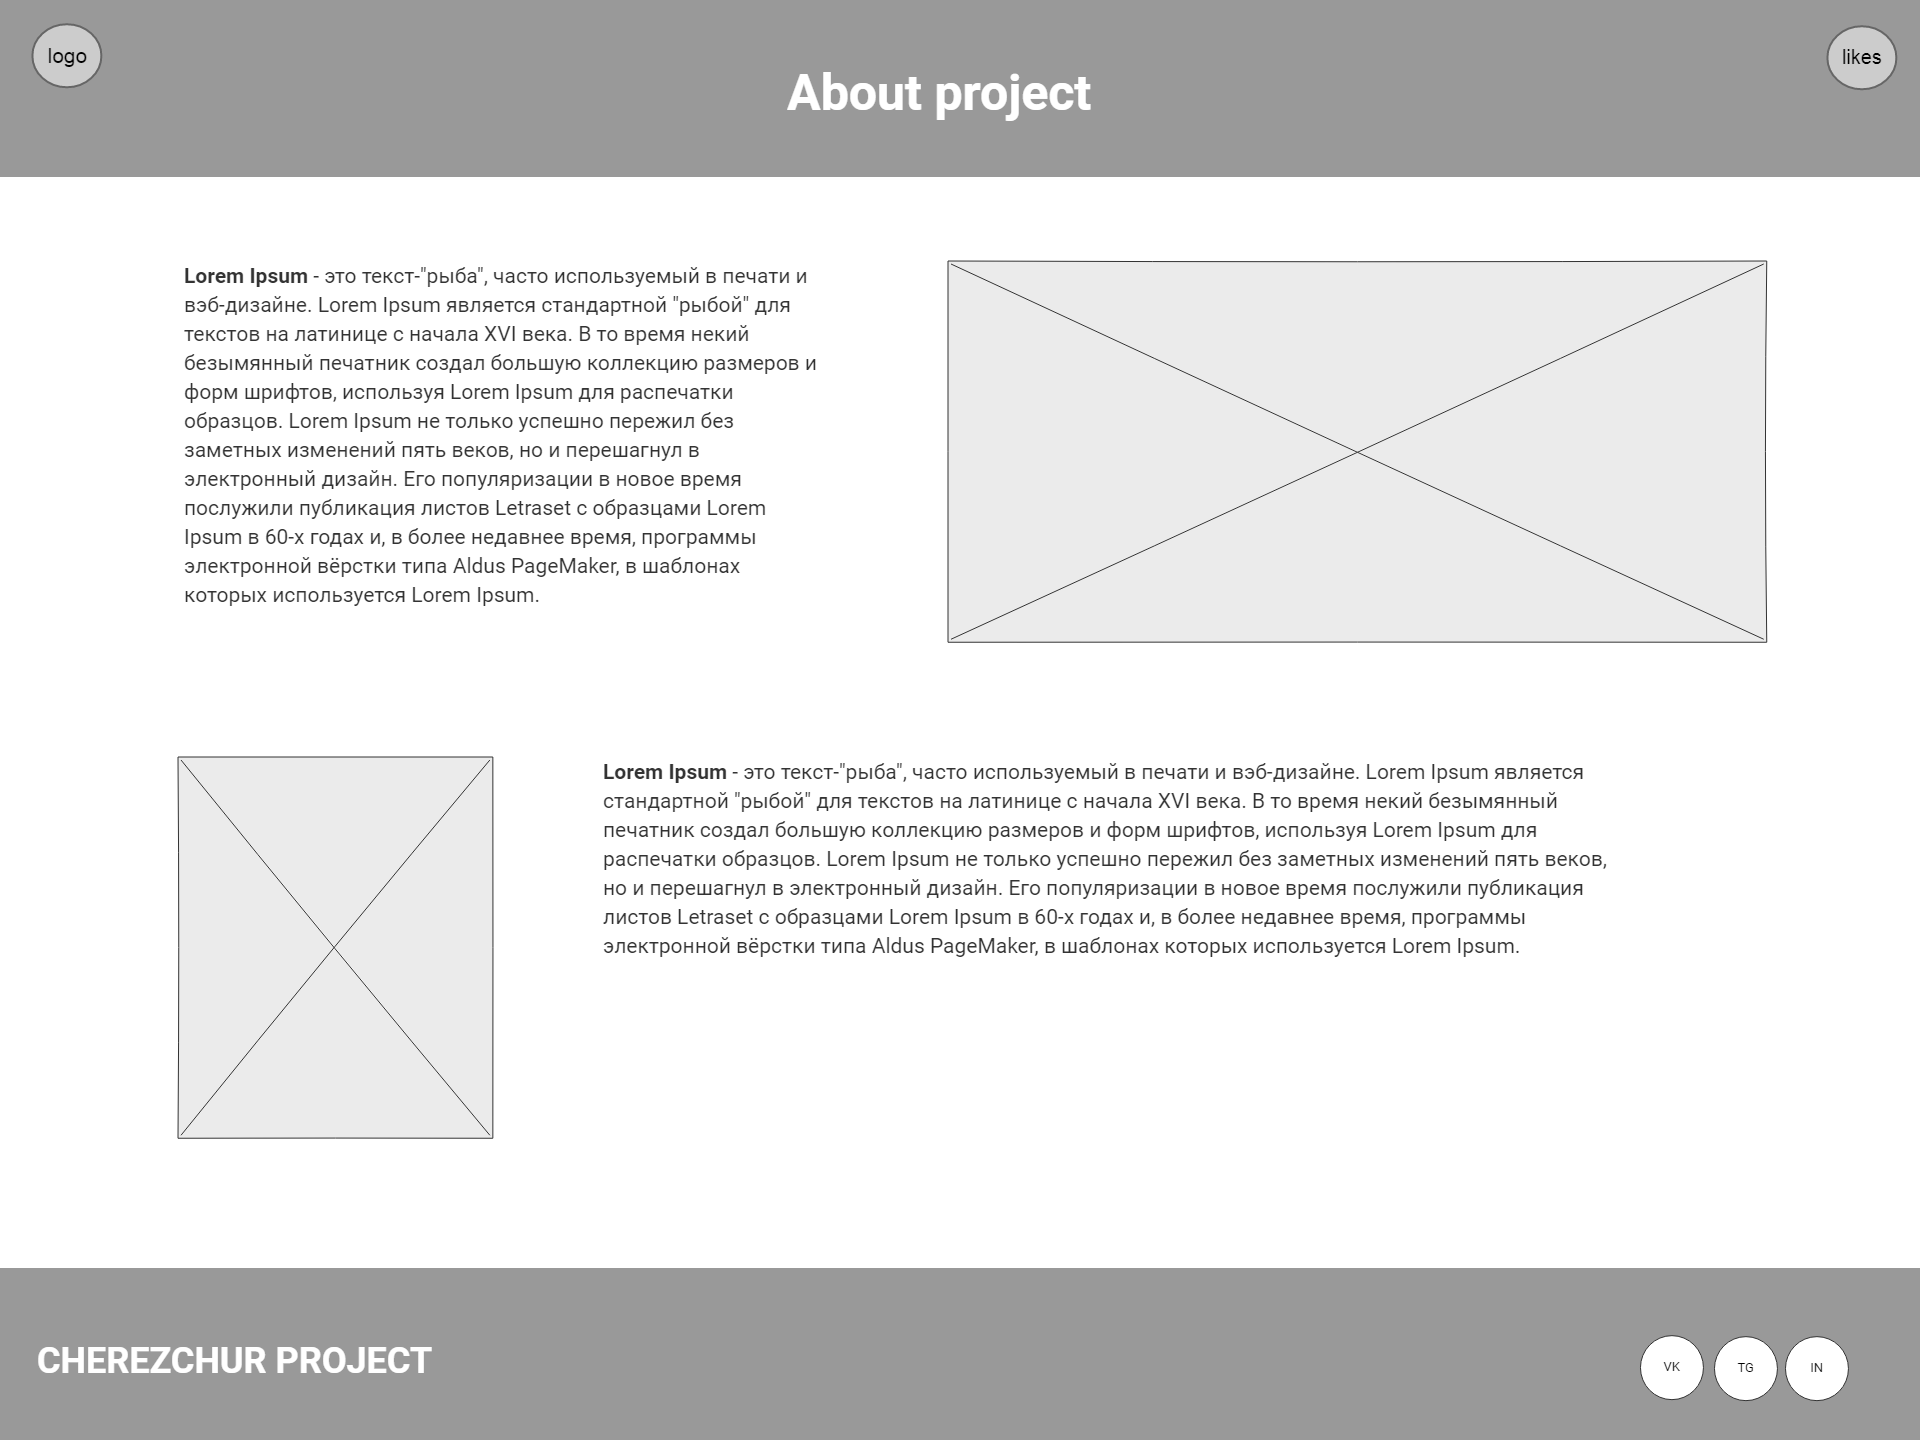 logo
likes
About project
Lorem Ipsum - это текст-"рыба", часто используемый в печати и
вэб-дизайне. Lorem Ipsum является стандартной "рыбой" для
текстов на латинице с начала XVI века. В то время некий
безымянный печатник создал большую коллекцию размеров и
форм шрифтов, используя Lorem Ipsum для распечатки
образцов. Lorem Ipsum не только успешно пережил без
заметных изменений пять веков, но и перешагнул в
электронный дизайн. Его популяризации в новое время
послужили публикация листов Letraset с образцами Lorem
Ipsum в 60-х годах и, в более недавнее время, программы
электронной вёрстки типа Aldus PageMaker, в шаблонах
которых используется Lorem Ipsum.
Lorem Ipsum - это текст-"рыба", часто используемый в печати и вэб-дизайне. Lorem Ipsum является
стандартной "рыбой" для текстов на латинице с начала XVI века. В то время некий безымянный
печатник создал большую коллекцию размеров и форм шрифтов, используя Lorem Ipsum для
распечатки образцов. Lorem Ipsum не только успешно пережил без заметных изменений пять веков,
но и перешагнул в электронный дизайн. Его популяризации в новое время послужили публикация
листов Letraset с образцами Lorem Ipsum в 60-х годах и, в более недавнее время, программы
электронной вёрстки типа Aldus PageMaker, в шаблонах которых используется Lorem Ipsum.
CHEREZCHUR PROJECT
VK
TG
IN